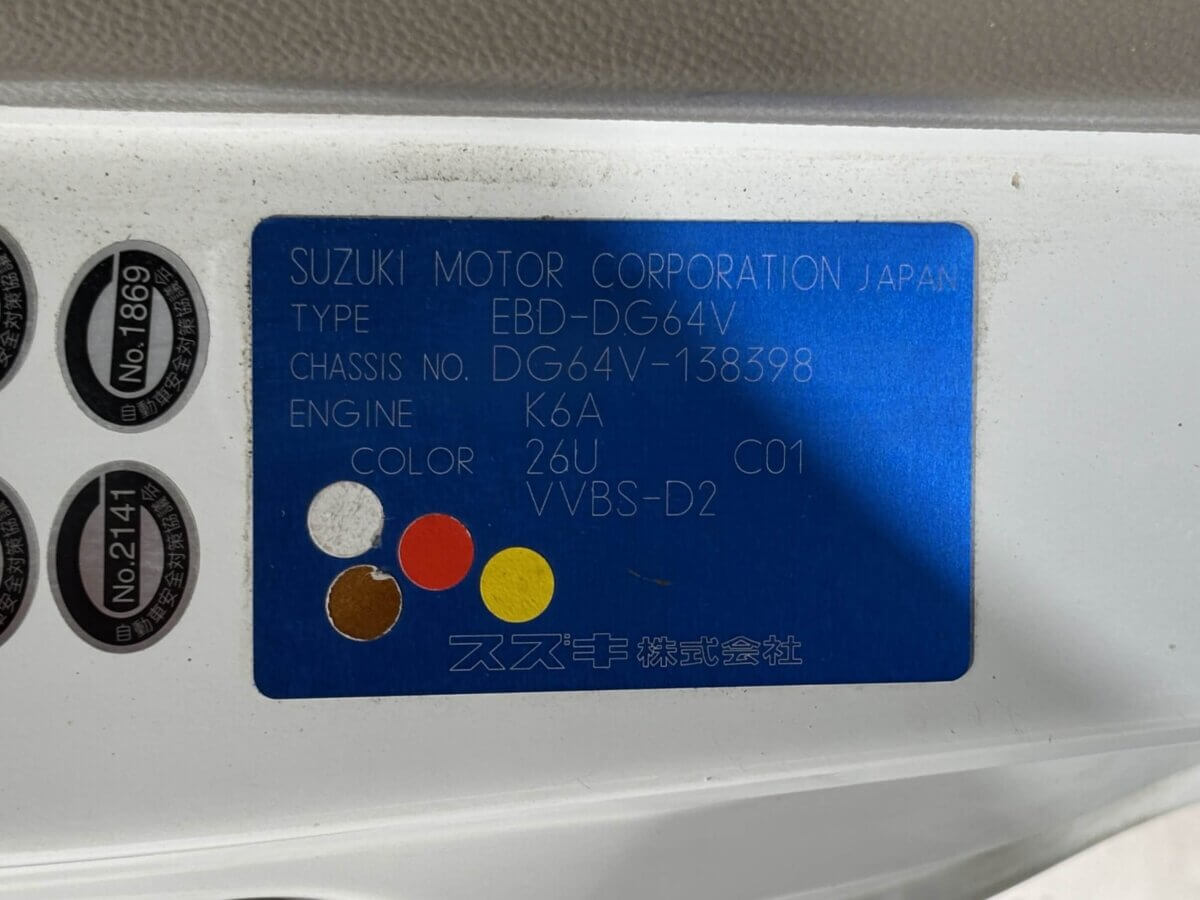 SUZUKI MOTOR CORPORATION JAPAN
TYPE EBD-DG64V
CHASSIS NO. DG64V-138398
ENGINE K6A
COLOR 26U C01
VVBS-D2
スズキ株式会社
No.1869
自動車安全対策協議会
No.2141
自動車安全対策協議会